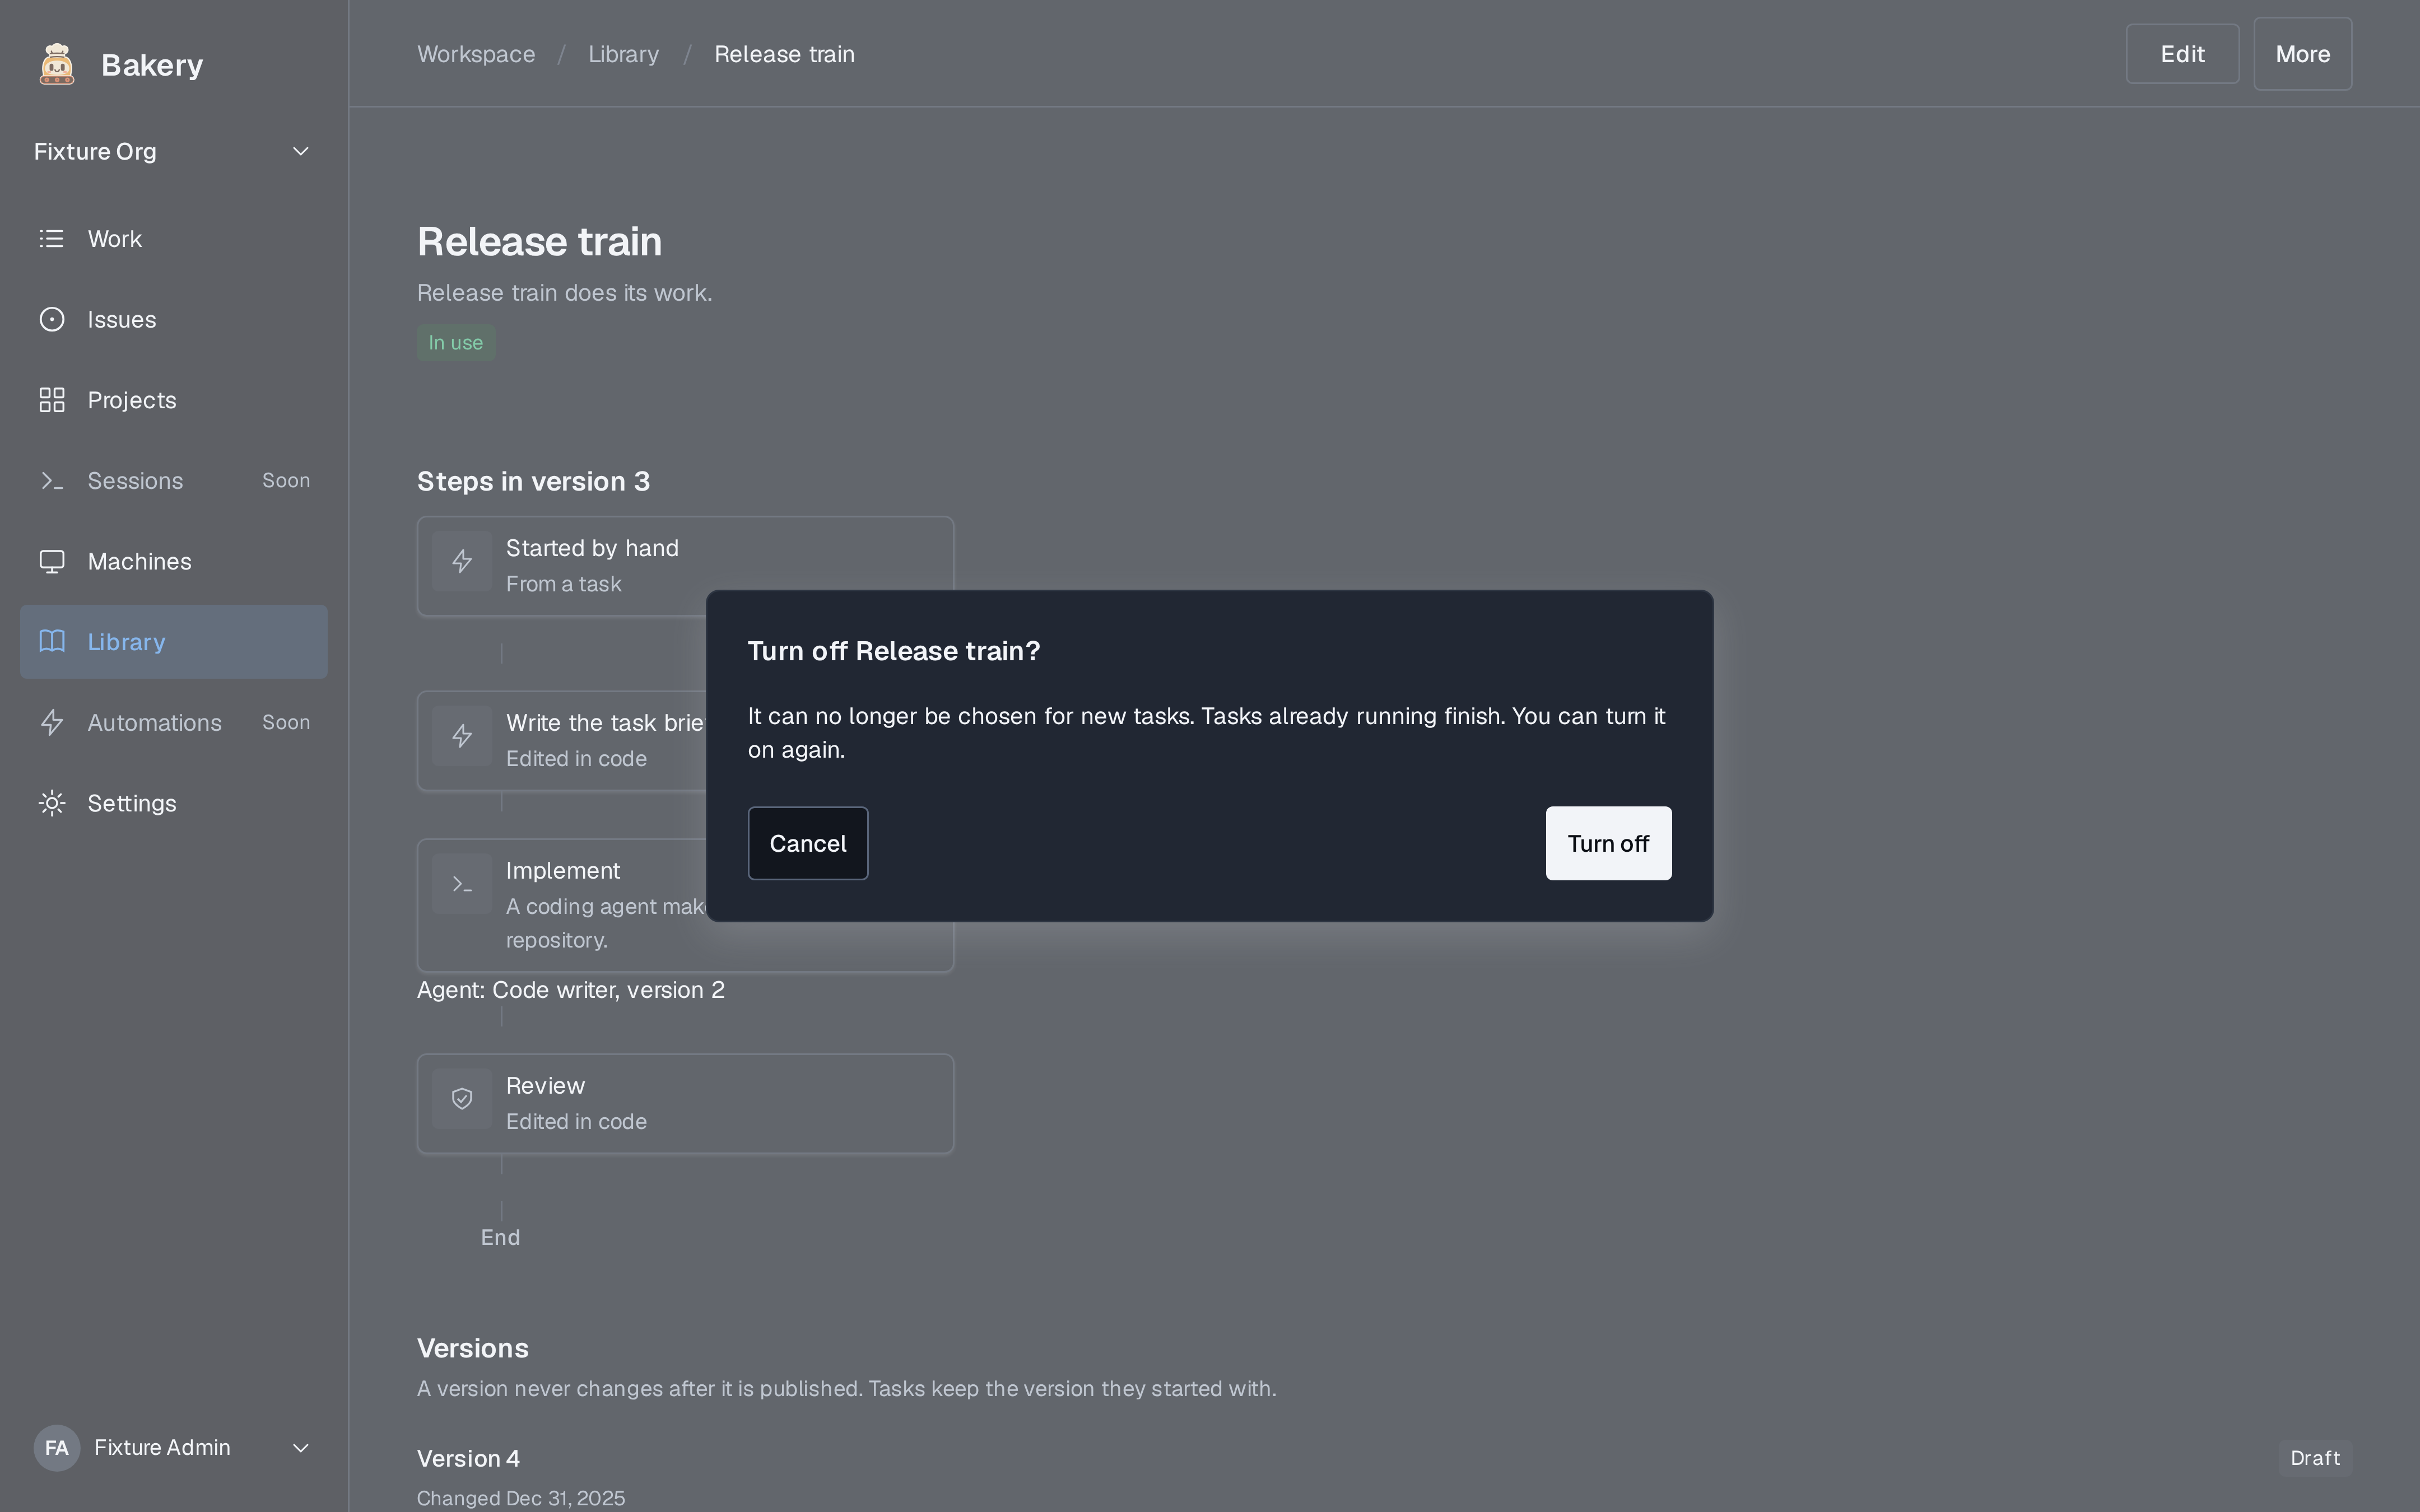 Bakery
Fixture Org
Work
Issues
Projects
Sessions Soon
Machines
Library
Automations Soon
Settings
FA Fixture Admin
Workspace / Library / Release train
Edit
More
Release train
Release train does its work.
In use
Steps in version 3
Started by hand
From a task
Write the task brie
Edited in code
Implement
A coding agent mak
repository.
Agent: Code writer, version 2
Review
Edited in code
End
Turn off Release train?
It can no longer be chosen for new tasks. Tasks already running finish. You can turn it
on again.
Cancel
Turn off
Versions
A version never changes after it is published. Tasks keep the version they started with.
Version 4
Draft
Changed Dec 31, 2025